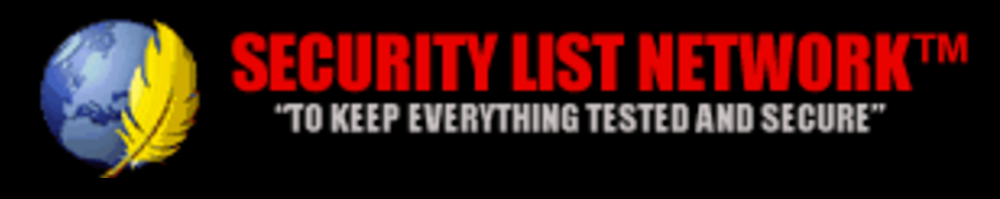 SECURITY LIST NETWORK™
“TO KEEP EVERYTHING TESTED AND SECURE”